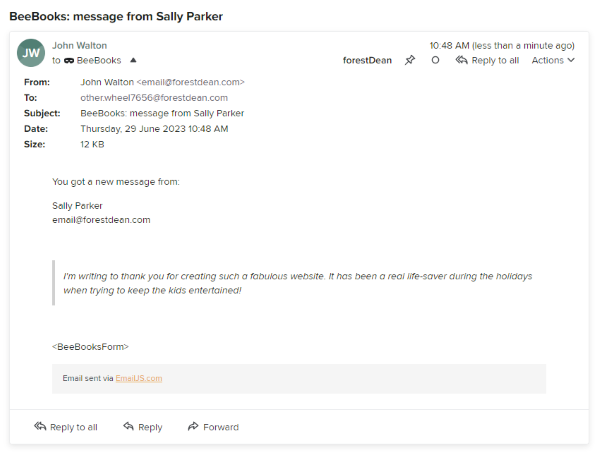 BeeBooks: message from Sally Parker
JW
John Walton
10:48 AM (less than a minute ago)
to BeeBooks
forestDean
Reply to all
Actions
From: John Walton <email@forestdean.com>
To: other.wheel7656@forestdean.com
Subject: BeeBooks: message from Sally Parker
Date: Thursday, 29 June 2023 10:48 AM
Size: 12 KB
You got a new message from:
Sally Parker
email@forestdean.com
I'm writing to thank you for creating such a fabulous website. It has been a real life-saver during the holidays
when trying to keep the kids entertained!
<BeeBooksForm>
Email sent via EmailJS.com
Reply to all Reply Forward